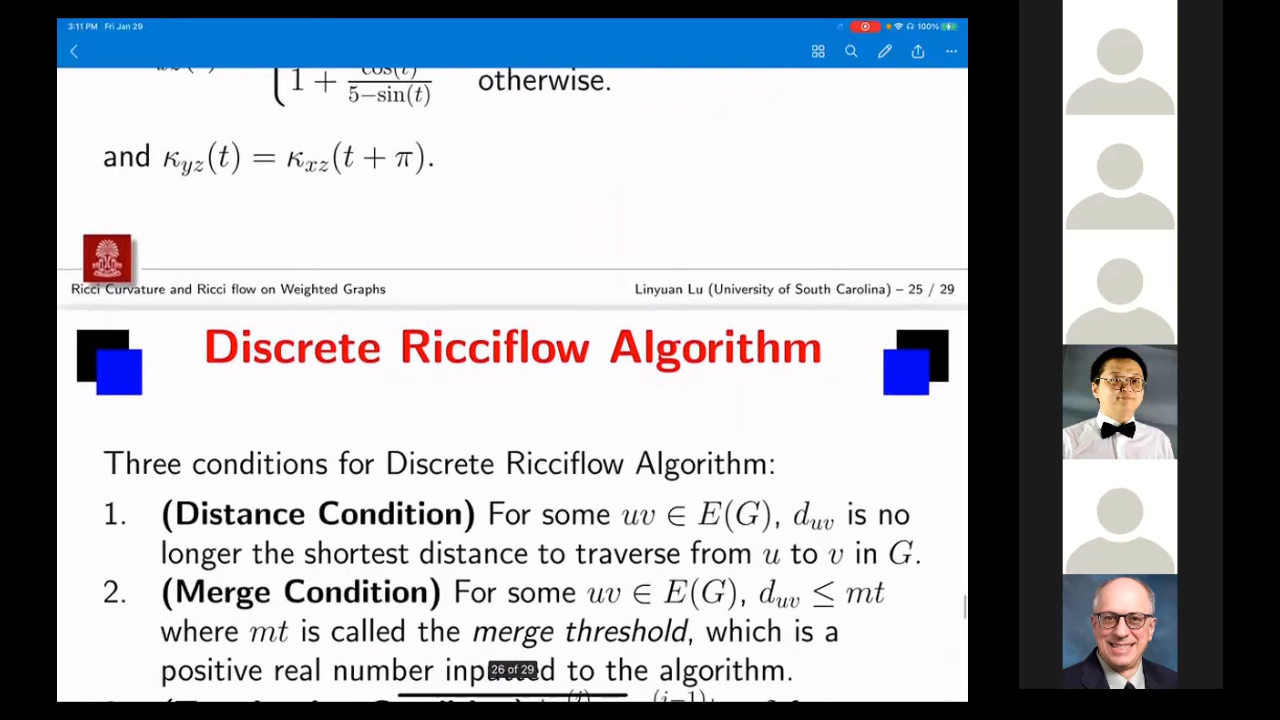 3:11 PM Fri Jan 29
100%
1 + cos(t)/5−sin(t) otherwise.
and κyz(t) = κxz(t + π).
Ricci Curvature and Ricci flow on Weighted Graphs
Linyuan Lu (University of South Carolina) – 25 / 29
Discrete Ricciflow Algorithm
Three conditions for Discrete Ricciflow Algorithm:
1. (Distance Condition) For some uv ∈ E(G), duv is no
longer the shortest distance to traverse from u to v in G.
2. (Merge Condition) For some uv ∈ E(G), duv ≤ mt
where mt is called the merge threshold, which is a
positive real number inputted to the algorithm.
26 of 29